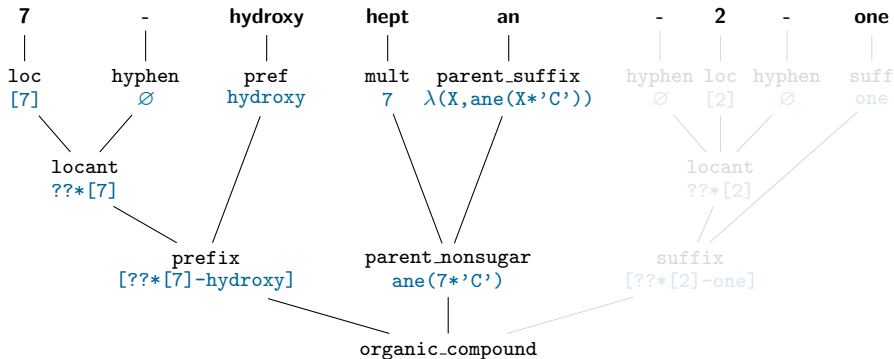 7 - hydroxy hept an - 2 - one
loc hyphen pref mult parent_suffix hyphen loc hyphen suff
[7] ∅ hydroxy 7 λ(X,ane(X*'C')) ∅ [2] ∅ one
locant locant
??*[7] ??*[2]
prefix parent_nonsugar suffix
[??*[7]-hydroxy] ane(7*'C') [??*[2]-one]
organic_compound